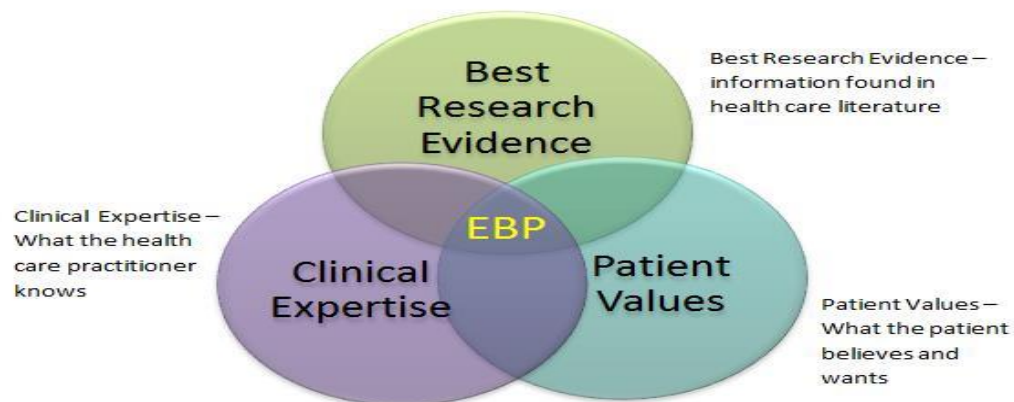 Best
Research
Evidence
Best Research Evidence –
information found in
health care literature
EBP
Clinical Expertise –
What the health
care practitioner
knows
Clinical
Expertise
Patient
Values
Patient Values –
What the patient
believes and
wants